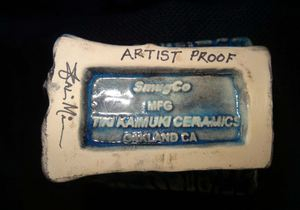 ARTIST PROOF
SmugCo
MFG
TIKI KAIMUKI CERAMICS
OAKLAND CA